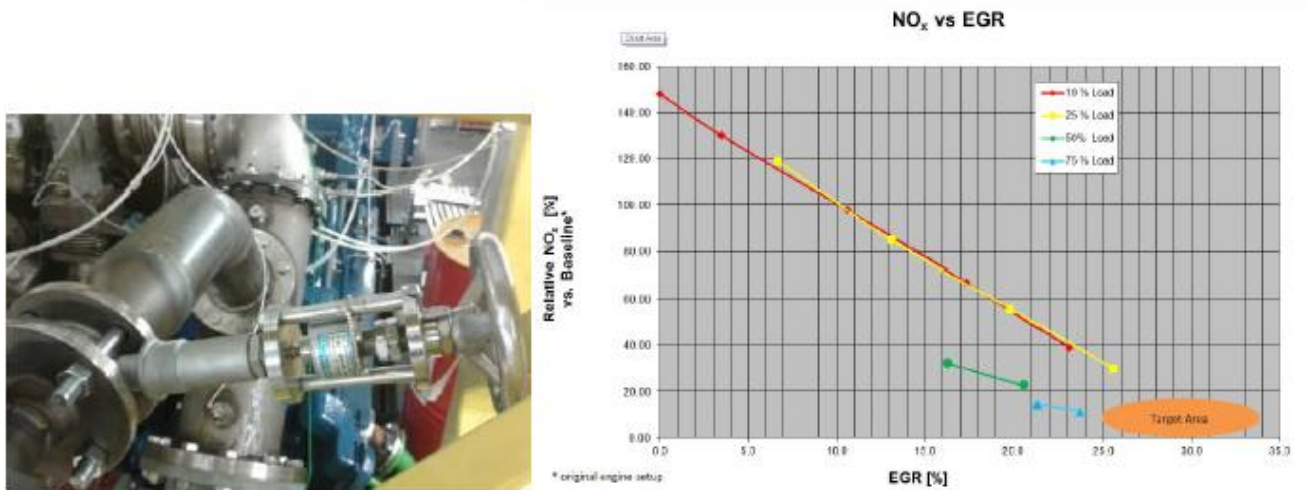 NOₓ vs EGR
Chart Area
160.00
140.00
120.00
100.00
80.00
60.00
40.00
20.00
0.00
Relative NOₓ [%]
vs. Baseline*
10 % Load
25 % Load
50% Load
75 % Load
Target Area
0.0 5.0 10.0 15.0 20.0 25.0 30.0 35.0
EGR [%]
* original engine setup